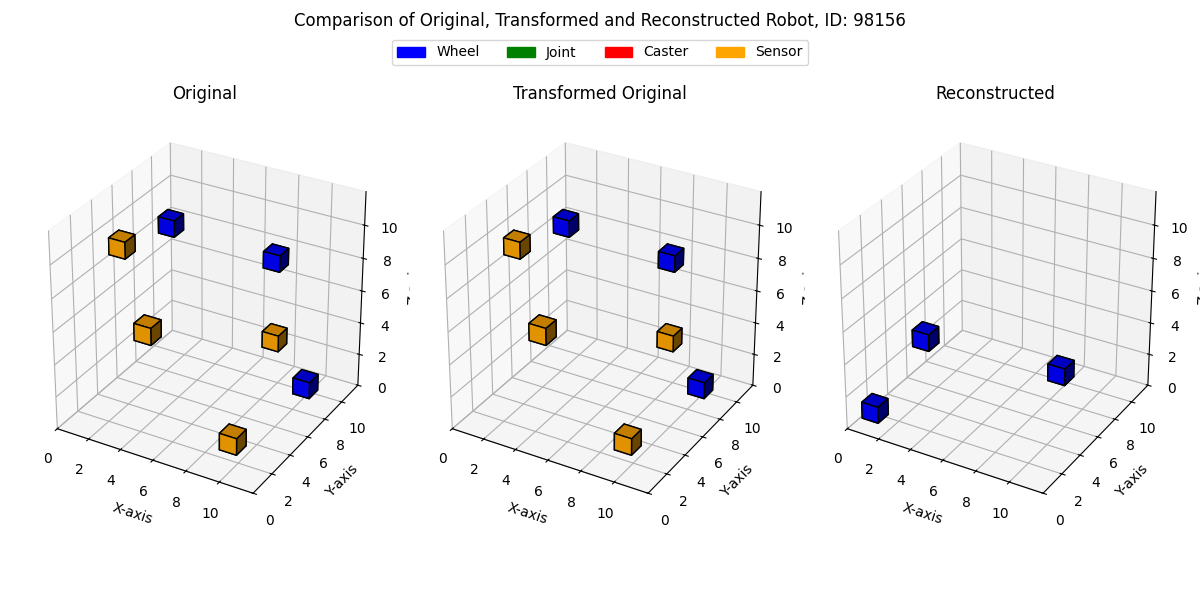 Comparison of Original, Transformed and Reconstructed Robot, ID: 98156
Wheel Joint Caster Sensor
Original
Transformed Original
Reconstructed
0 2 4 6 8 10
X-axis
0 2 4 6 8 10
Y-axis
0 2 4 6 8 10
0 2 4 6 8 10
X-axis
0 2 4 6 8 10
Y-axis
0 2 4 6 8 10
0 2 4 6 8 10
X-axis
0 2 4 6 8 10
Y-axis
0 2 4 6 8 10